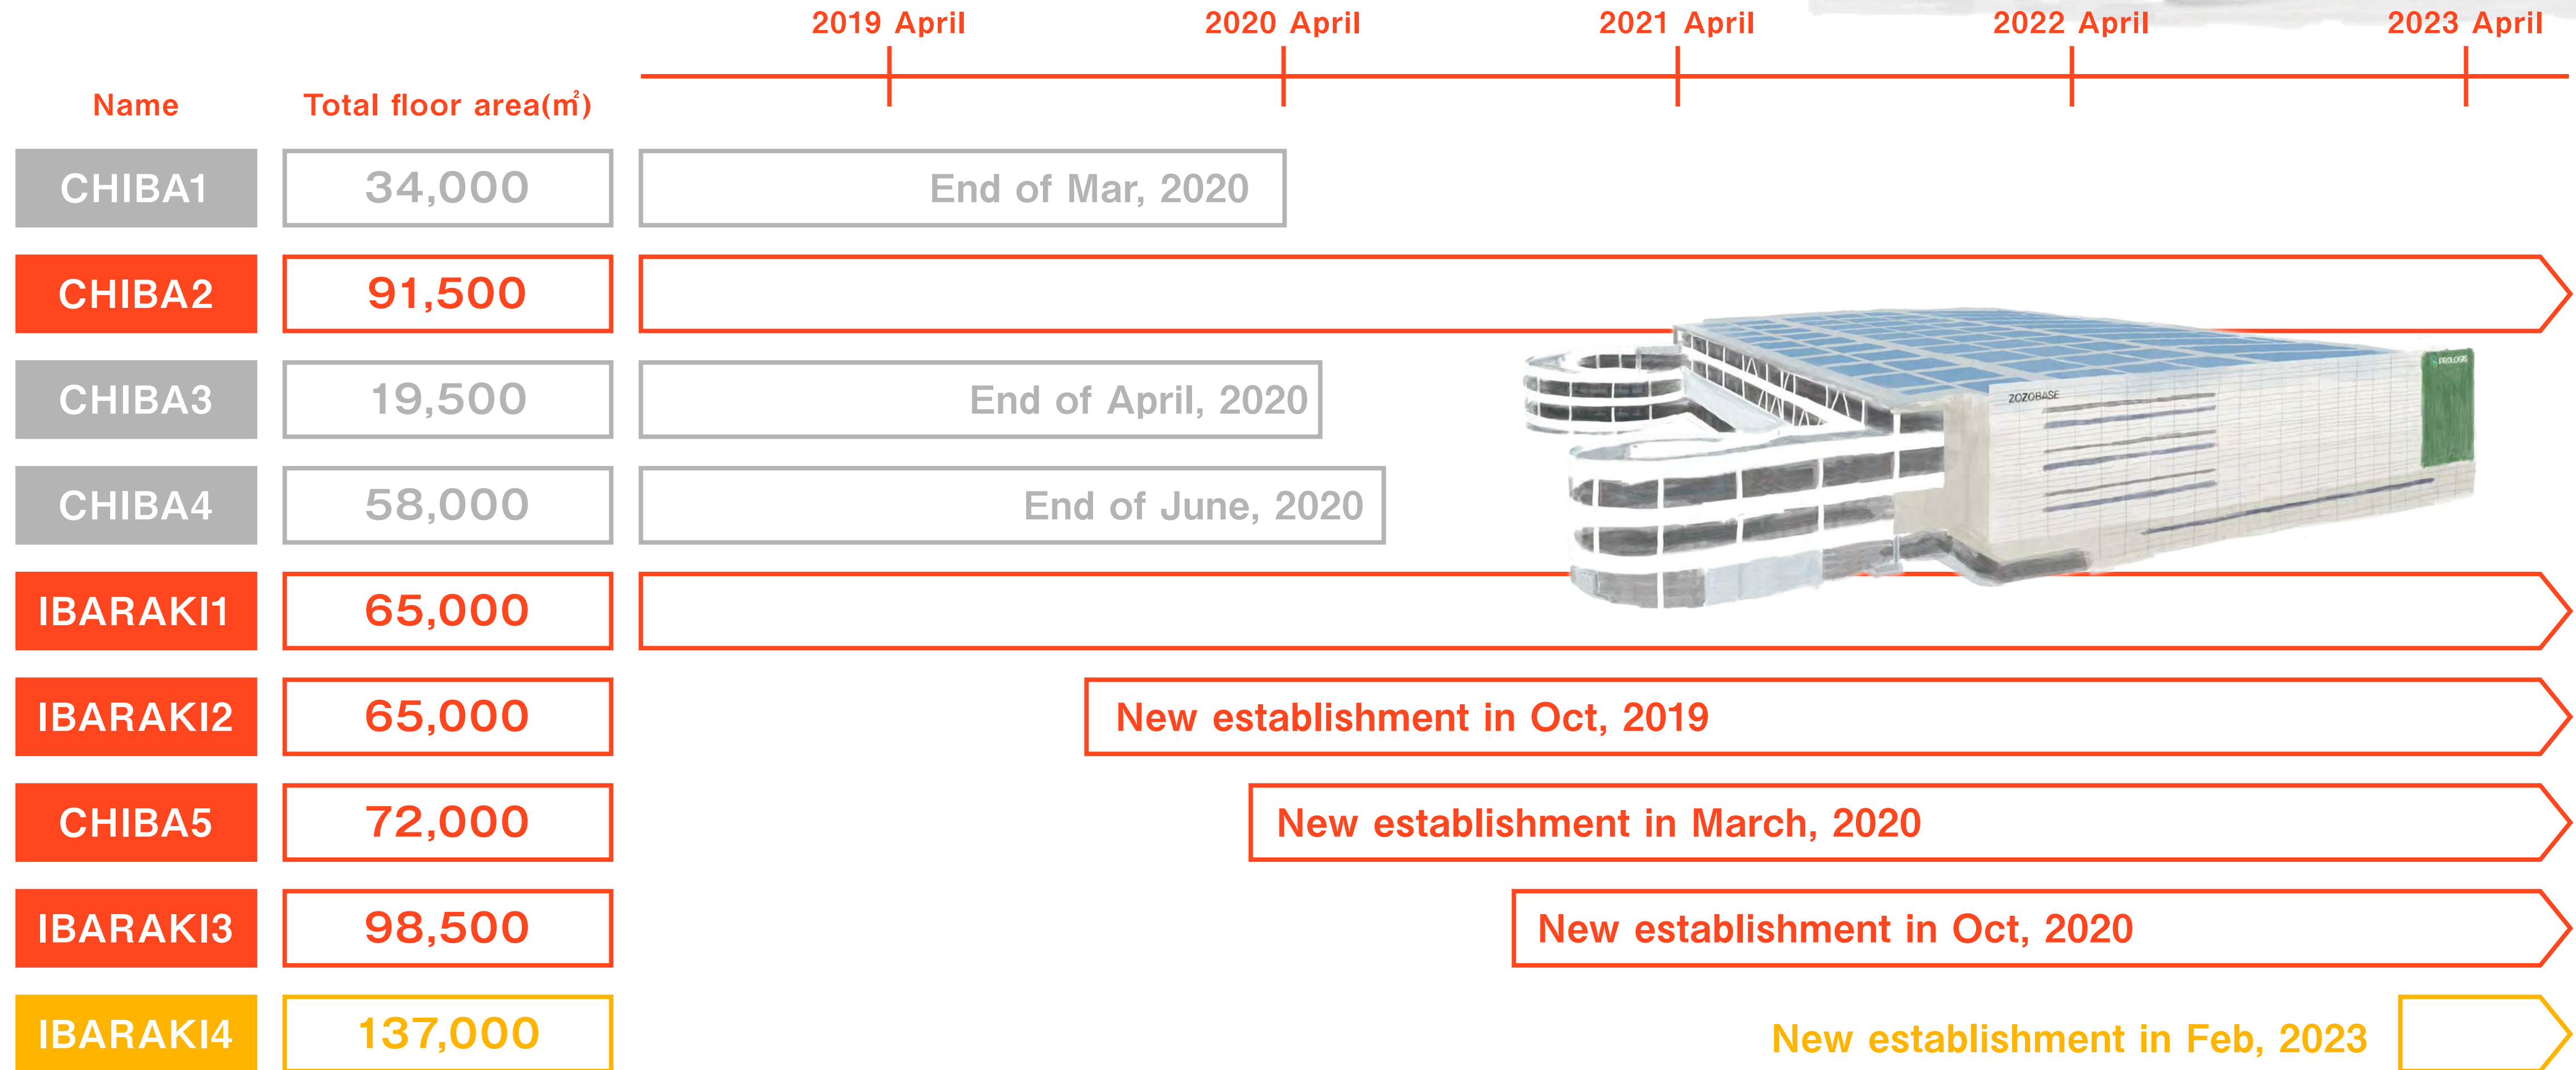 2019 April 2020 April 2021 April 2022 April 2023 April
Name Total floor area(㎡)
CHIBA1 34,000 End of Mar, 2020
CHIBA2 91,500
CHIBA3 19,500 End of April, 2020
PROLOGIS
ZOZOBASE
CHIBA4 58,000 End of June, 2020
IBARAKI1 65,000
IBARAKI2 65,000 New establishment in Oct, 2019
CHIBA5 72,000 New establishment in March, 2020
IBARAKI3 98,500 New establishment in Oct, 2020
IBARAKI4 137,000 New establishment in Feb, 2023